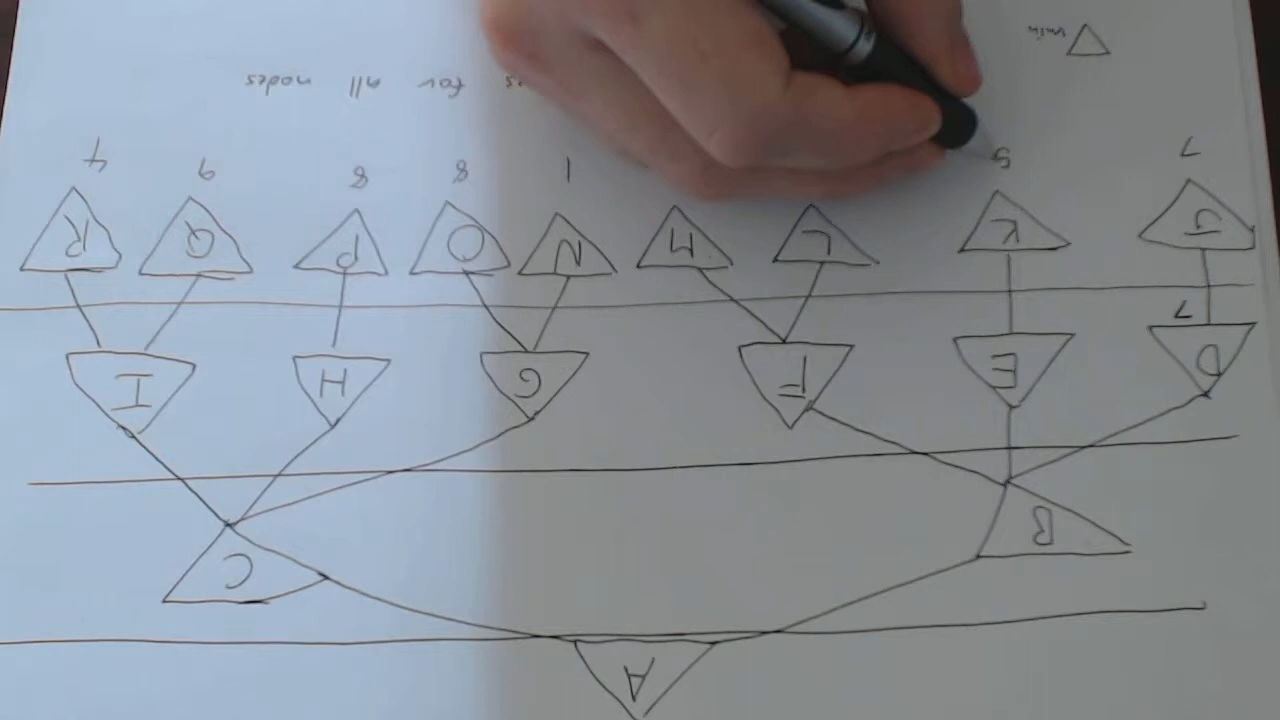 A
B C
D E F G H I
7
J K L M N O P Q R
7 5 1 8 8 6 4
for all nodes
min